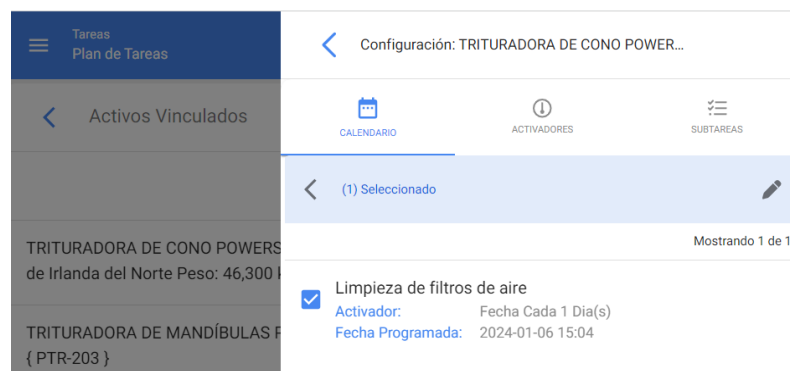 Tareas
Plan de Tareas
Activos Vinculados
TRITURADORA DE CONO POWERS
de Irlanda del Norte Peso: 46,300
TRITURADORA DE MANDÍBULAS
{ PTR-203 }
Configuración: TRITURADORA DE CONO POWER...
CALENDARIO
ACTIVADORES
SUBTAREAS
(1) Seleccionado
Mostrando 1 de 1
Limpieza de filtros de aire
Activador: Fecha Cada 1 Dia(s)
Fecha Programada: 2024-01-06 15:04